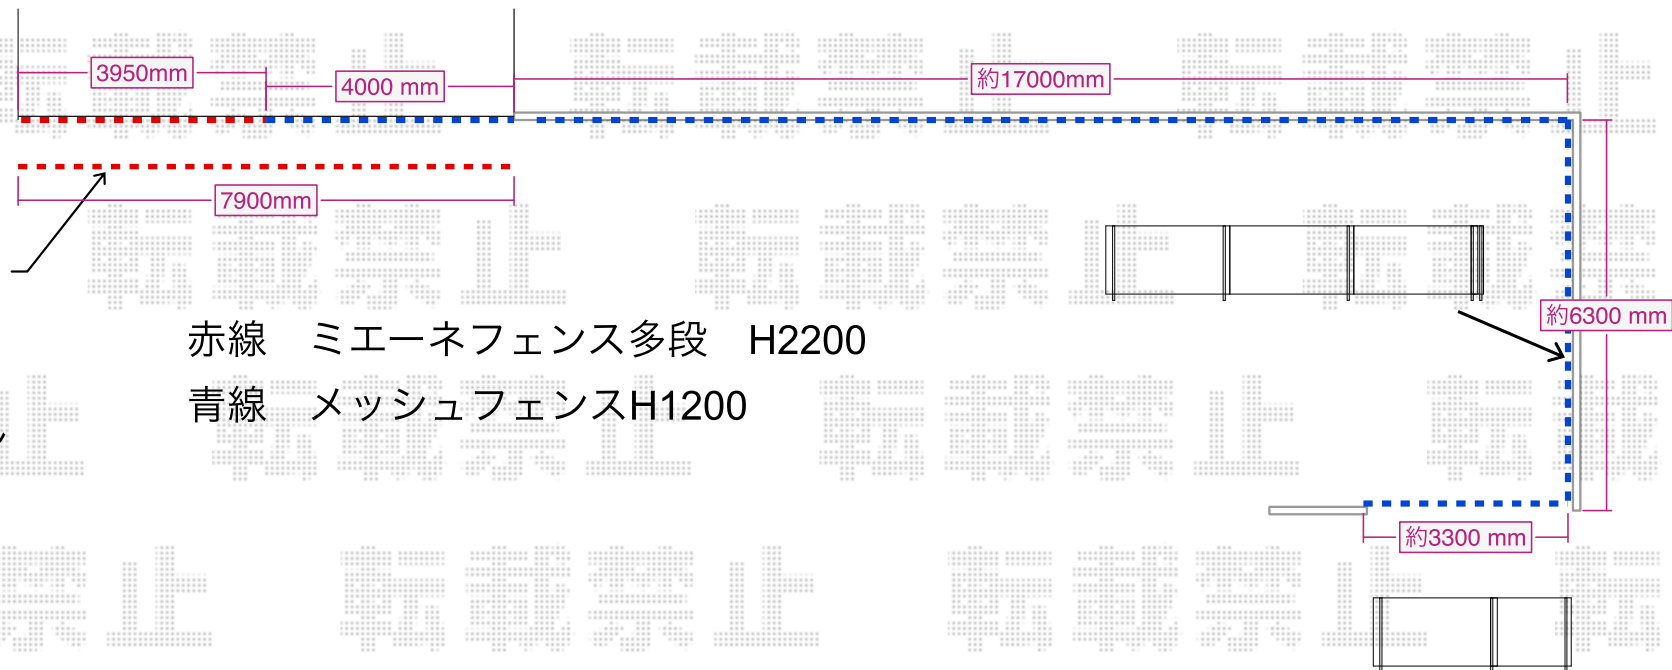 3950mm
4000 mm
約17000mm
7900mm
約6300 mm
赤線　ミエーネフェンス多段　H2200
青線　メッシュフェンスH1200
約3300 mm
転載禁止